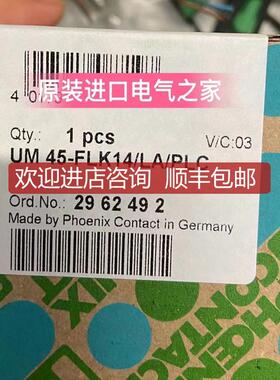 原装进口电气之家
Qty.: 1 pcs V/C:03
UM 45-FLK14/LA/PLC
欢迎进店咨询 顺丰包邮
Ord.No.: 29 62 49 2
Made by Phoenix Contact in Germany
PHOENIX
CONTACT